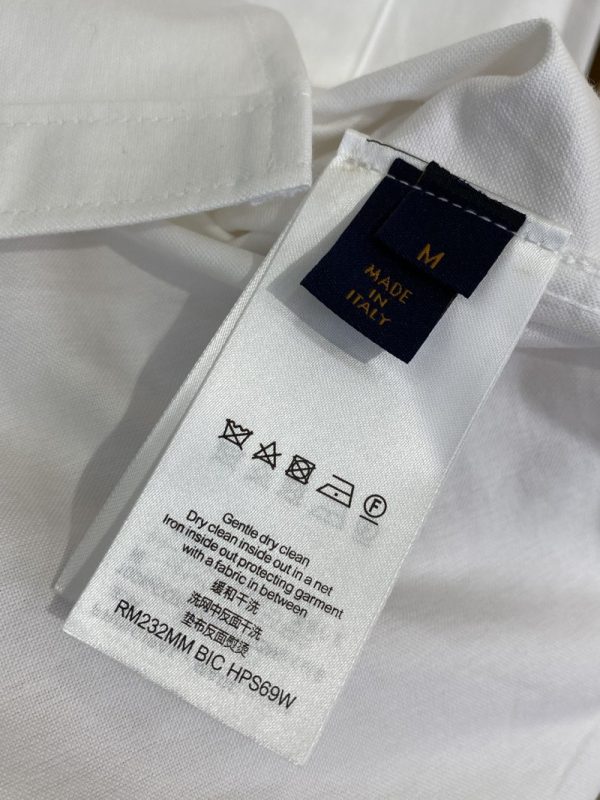 M
MADE
IN
ITALY
F
Gentle dry clean
Dry clean inside out in a net
Iron inside out protecting garment
with a fabric in between
缓和干洗
洗网中反面干洗
垫布反面熨烫
RM232MM BIC HPS69W